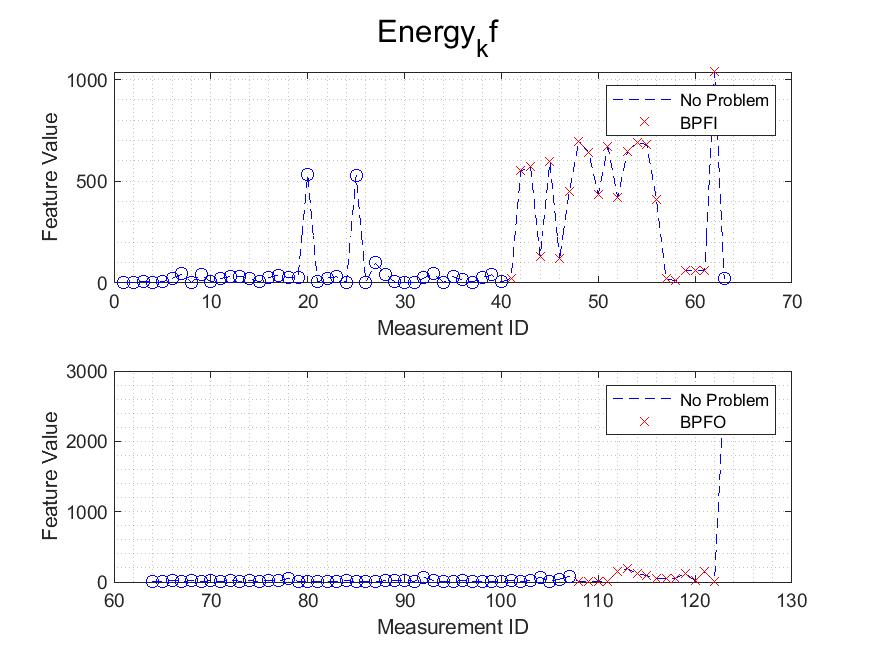 Energy_kf
1000
500
0
Feature Value
No Problem
BPFI
0 10 20 30 40 50 60 70
Measurement ID
3000
2000
1000
0
Feature Value
No Problem
BPFO
60 70 80 90 100 110 120 130
Measurement ID